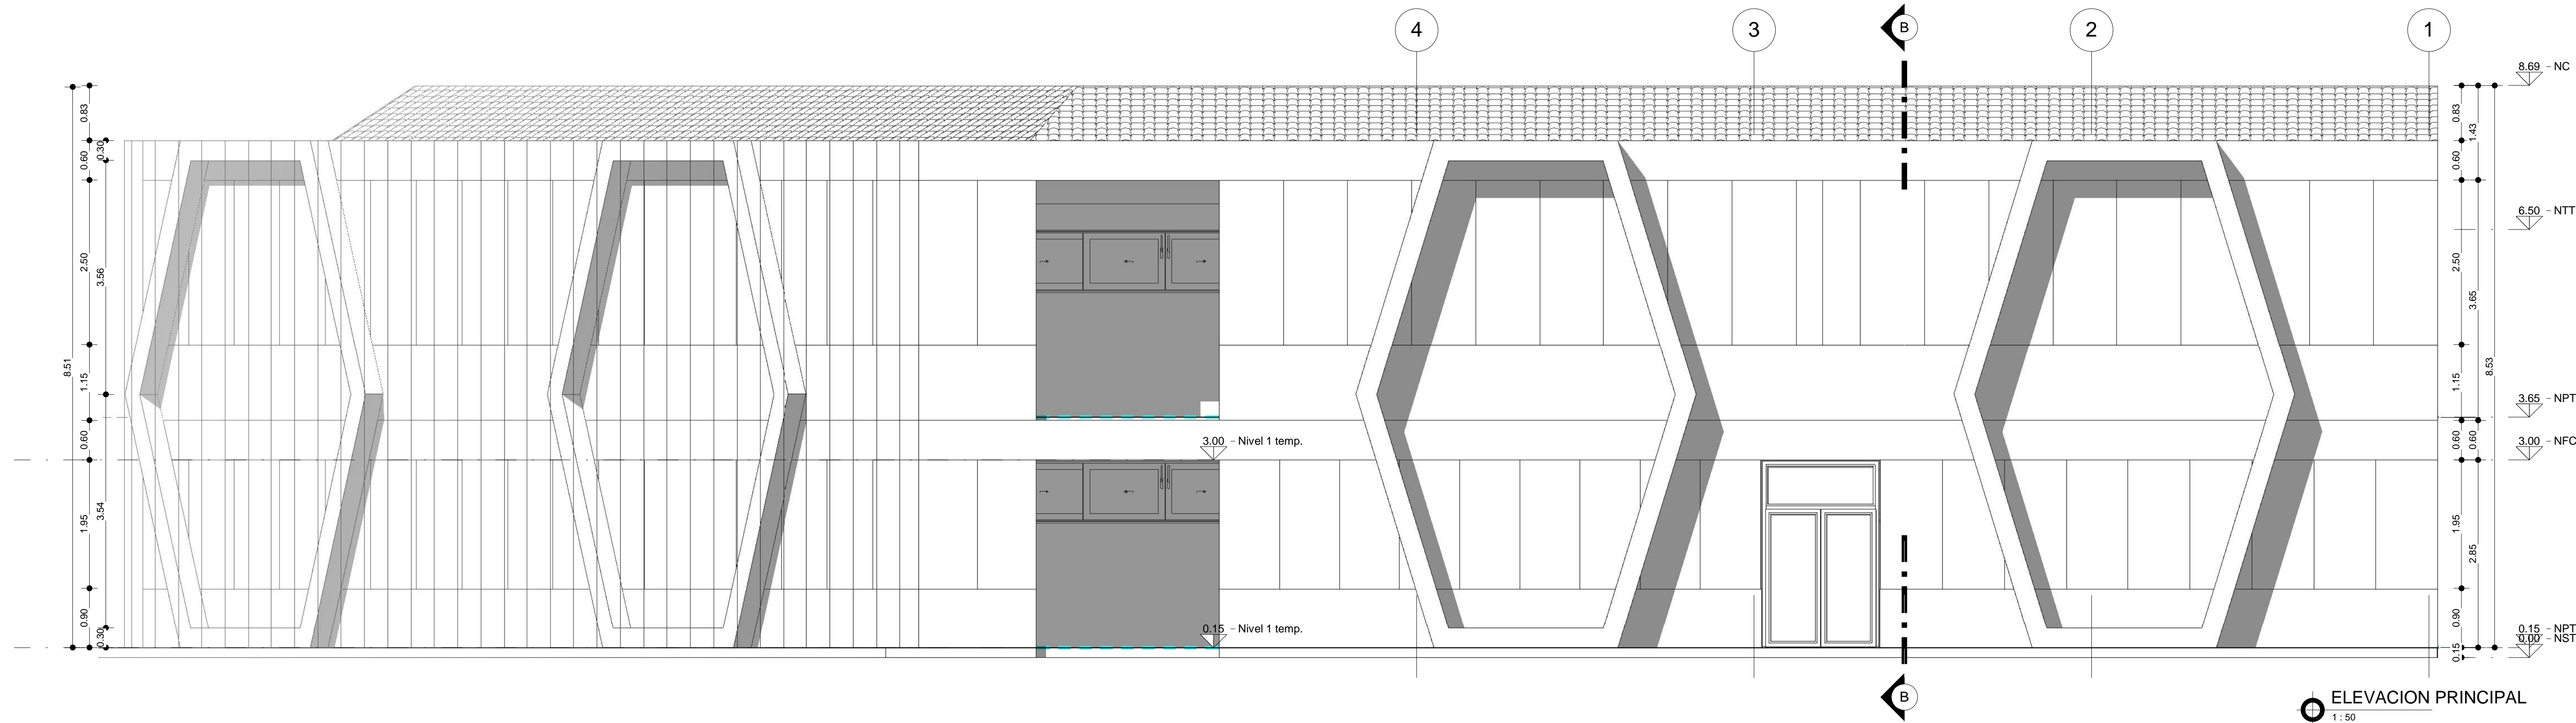 4
3
B
2
1
8.69 - NC
0.83
0.30
0.60
2.50
3.56
8.51
1.15
0.60
3.54
1.95
0.90
0.30
3.00 - Nivel 1 temp.
0.15 - Nivel 1 temp.
0.83
1.43
0.60
6.50 - NTT
2.50
3.65
8.53
1.15
3.65 - NPT
0.60
0.60
3.00 - NFC
1.95
2.85
0.90
0.15 - NPT
0.00 - NST
0.15
B
ELEVACION PRINCIPAL
1 : 50